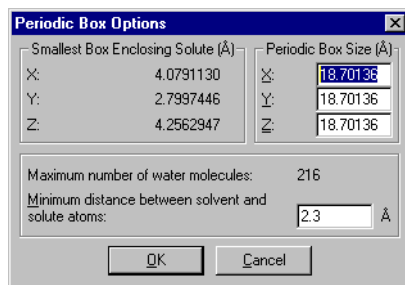 Periodic Box Options
Smallest Box Enclosing Solute (Å)
X: 4.0791130
Y: 2.7997446
Z: 4.2562947
Periodic Box Size (Å)
X: 18.70136
Y: 18.70136
Z: 18.70136
Maximum number of water molecules: 216
Minimum distance between solvent and
solute atoms: 2.3 Å
OK Cancel